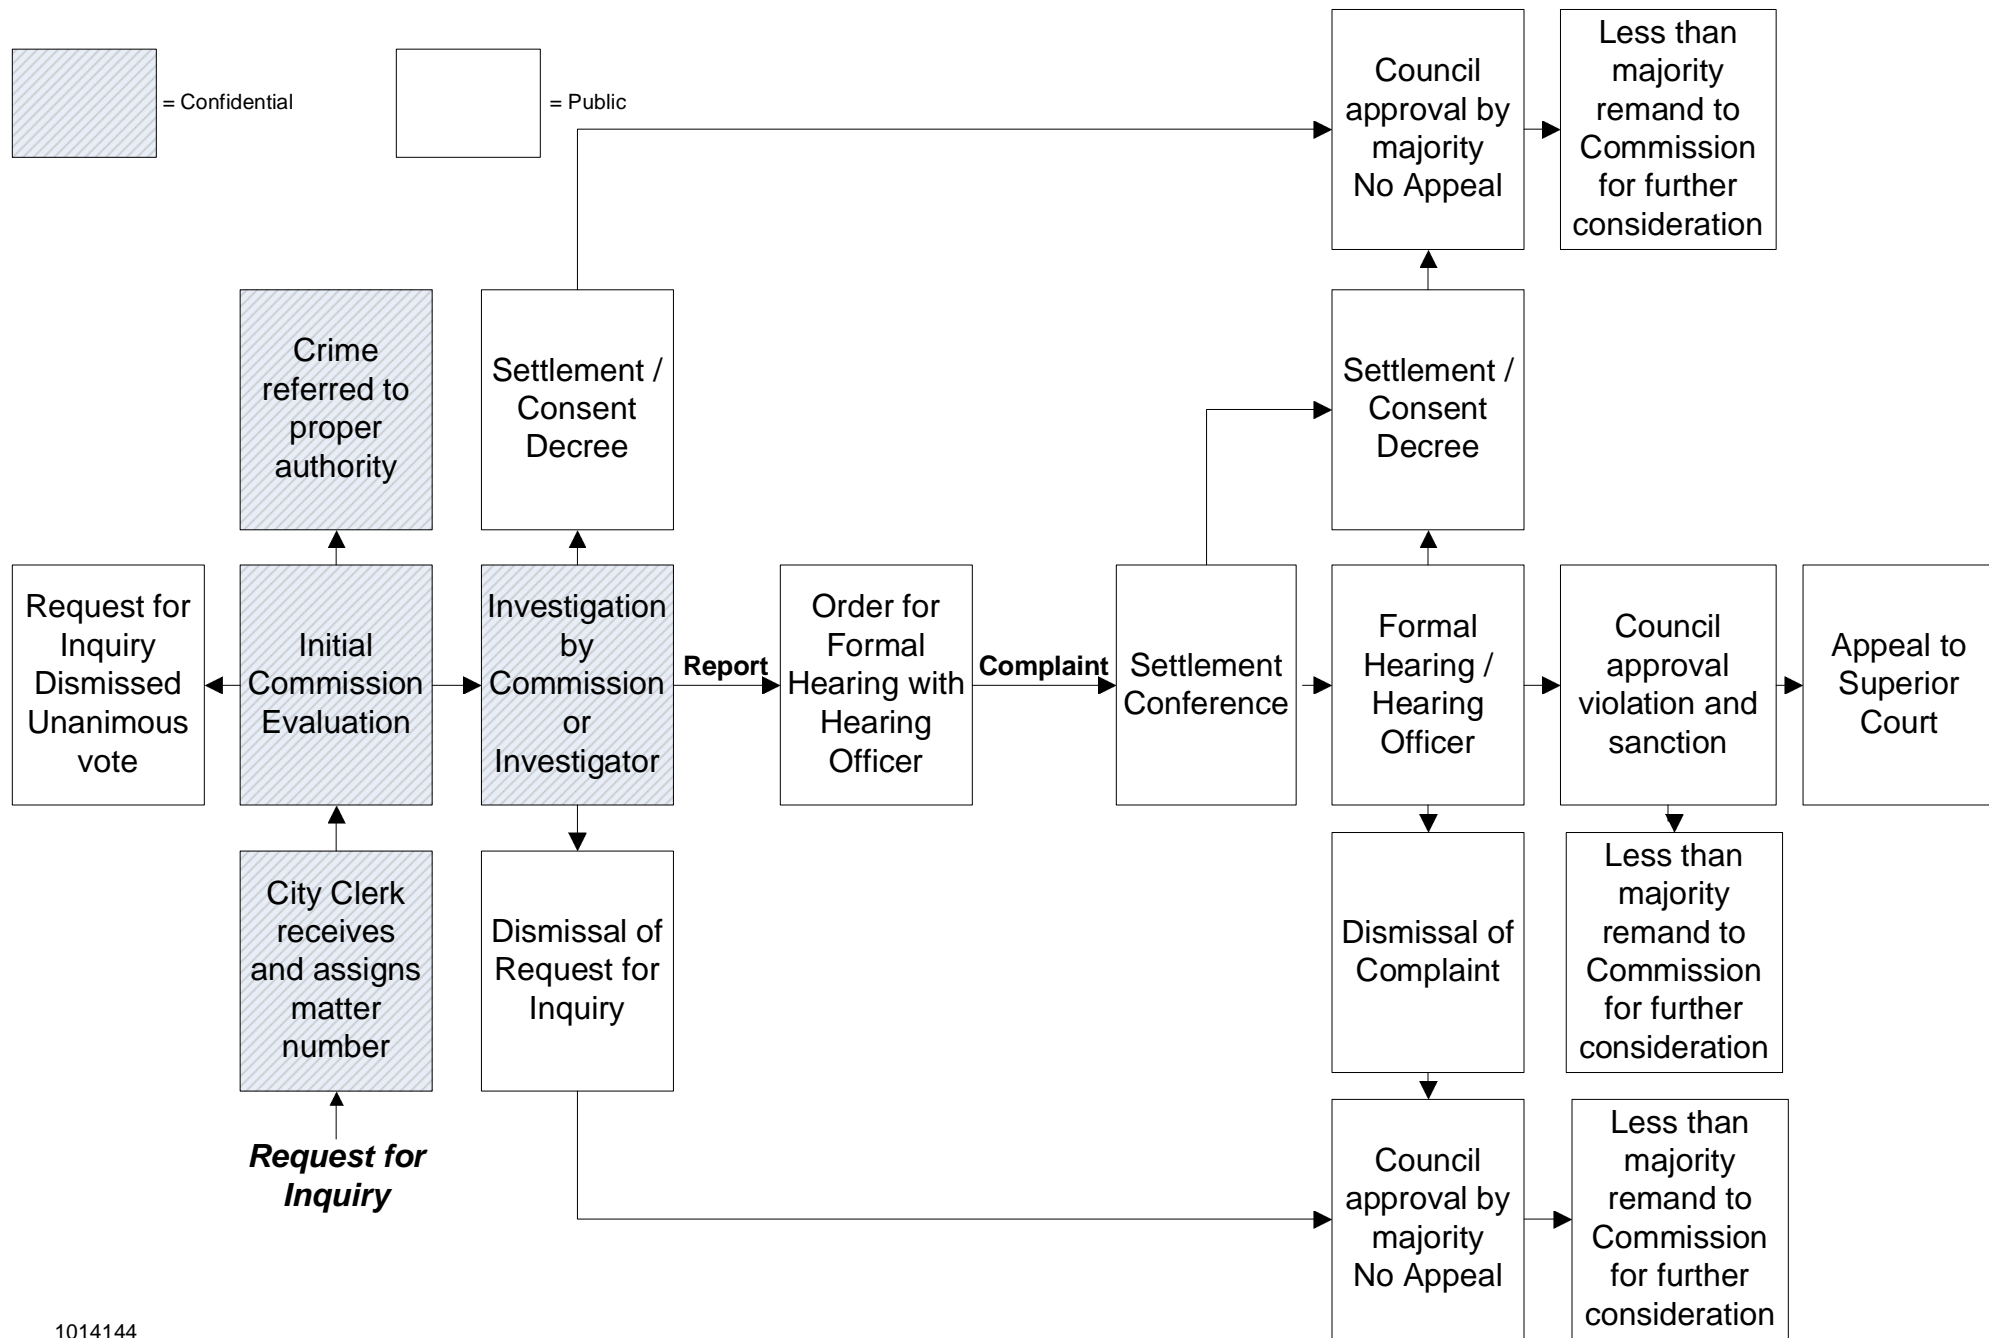 = Confidential
= Public
Council
approval by
majority
No Appeal
Less than
majority
remand to
Commission
for further
consideration
Crime
referred to
proper
authority
Settlement /
Consent
Decree
Settlement /
Consent
Decree
Request for
Inquiry
Dismissed
Unanimous
vote
Initial
Commission
Evaluation
Investigation
by
Commission
or
Investigator
Report
Order for
Formal
Hearing with
Hearing
Officer
Complaint
Settlement
Conference
Formal
Hearing /
Hearing
Officer
Council
approval
violation and
sanction
Appeal to
Superior
Court
City Clerk
receives
and assigns
matter
number
Dismissal of
Request for
Inquiry
Dismissal of
Complaint
Less than
majority
remand to
Commission
for further
consideration
Request for
Inquiry
Council
approval by
majority
No Appeal
Less than
majority
remand to
Commission
for further
consideration
1014144